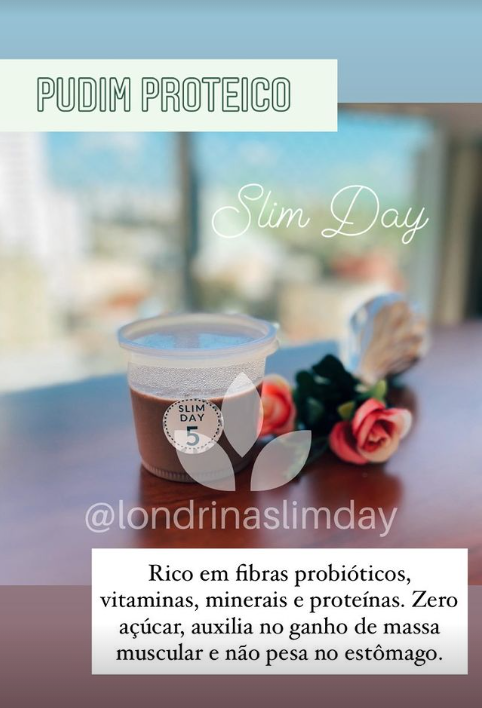 PUDIM PROTEICO
Slim Day
SLIM
DAY
5
@londrinaslimday
Rico em fibras probióticos,
vitaminas, minerais e proteínas. Zero
açúcar, auxilia no ganho de massa
muscular e não pesa no estômago.